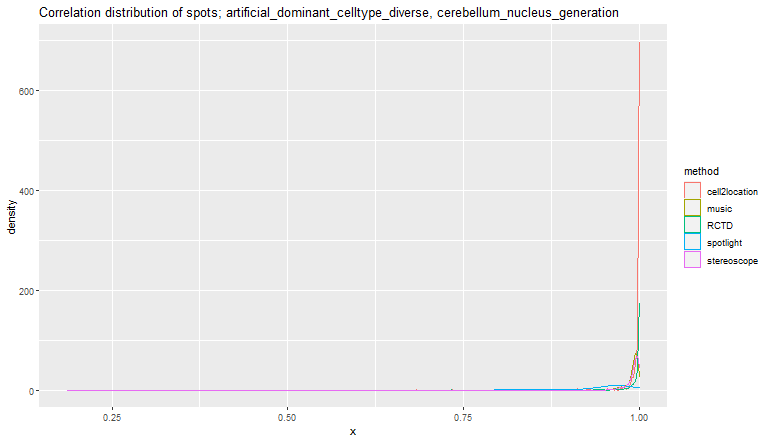 Correlation distribution of spots; artificial_dominant_celltype_diverse, cerebellum_nucleus_generation
600
400
200
0
density
0.25 0.50 0.75 1.00
x
method
cell2location
music
RCTD
spotlight
stereoscope